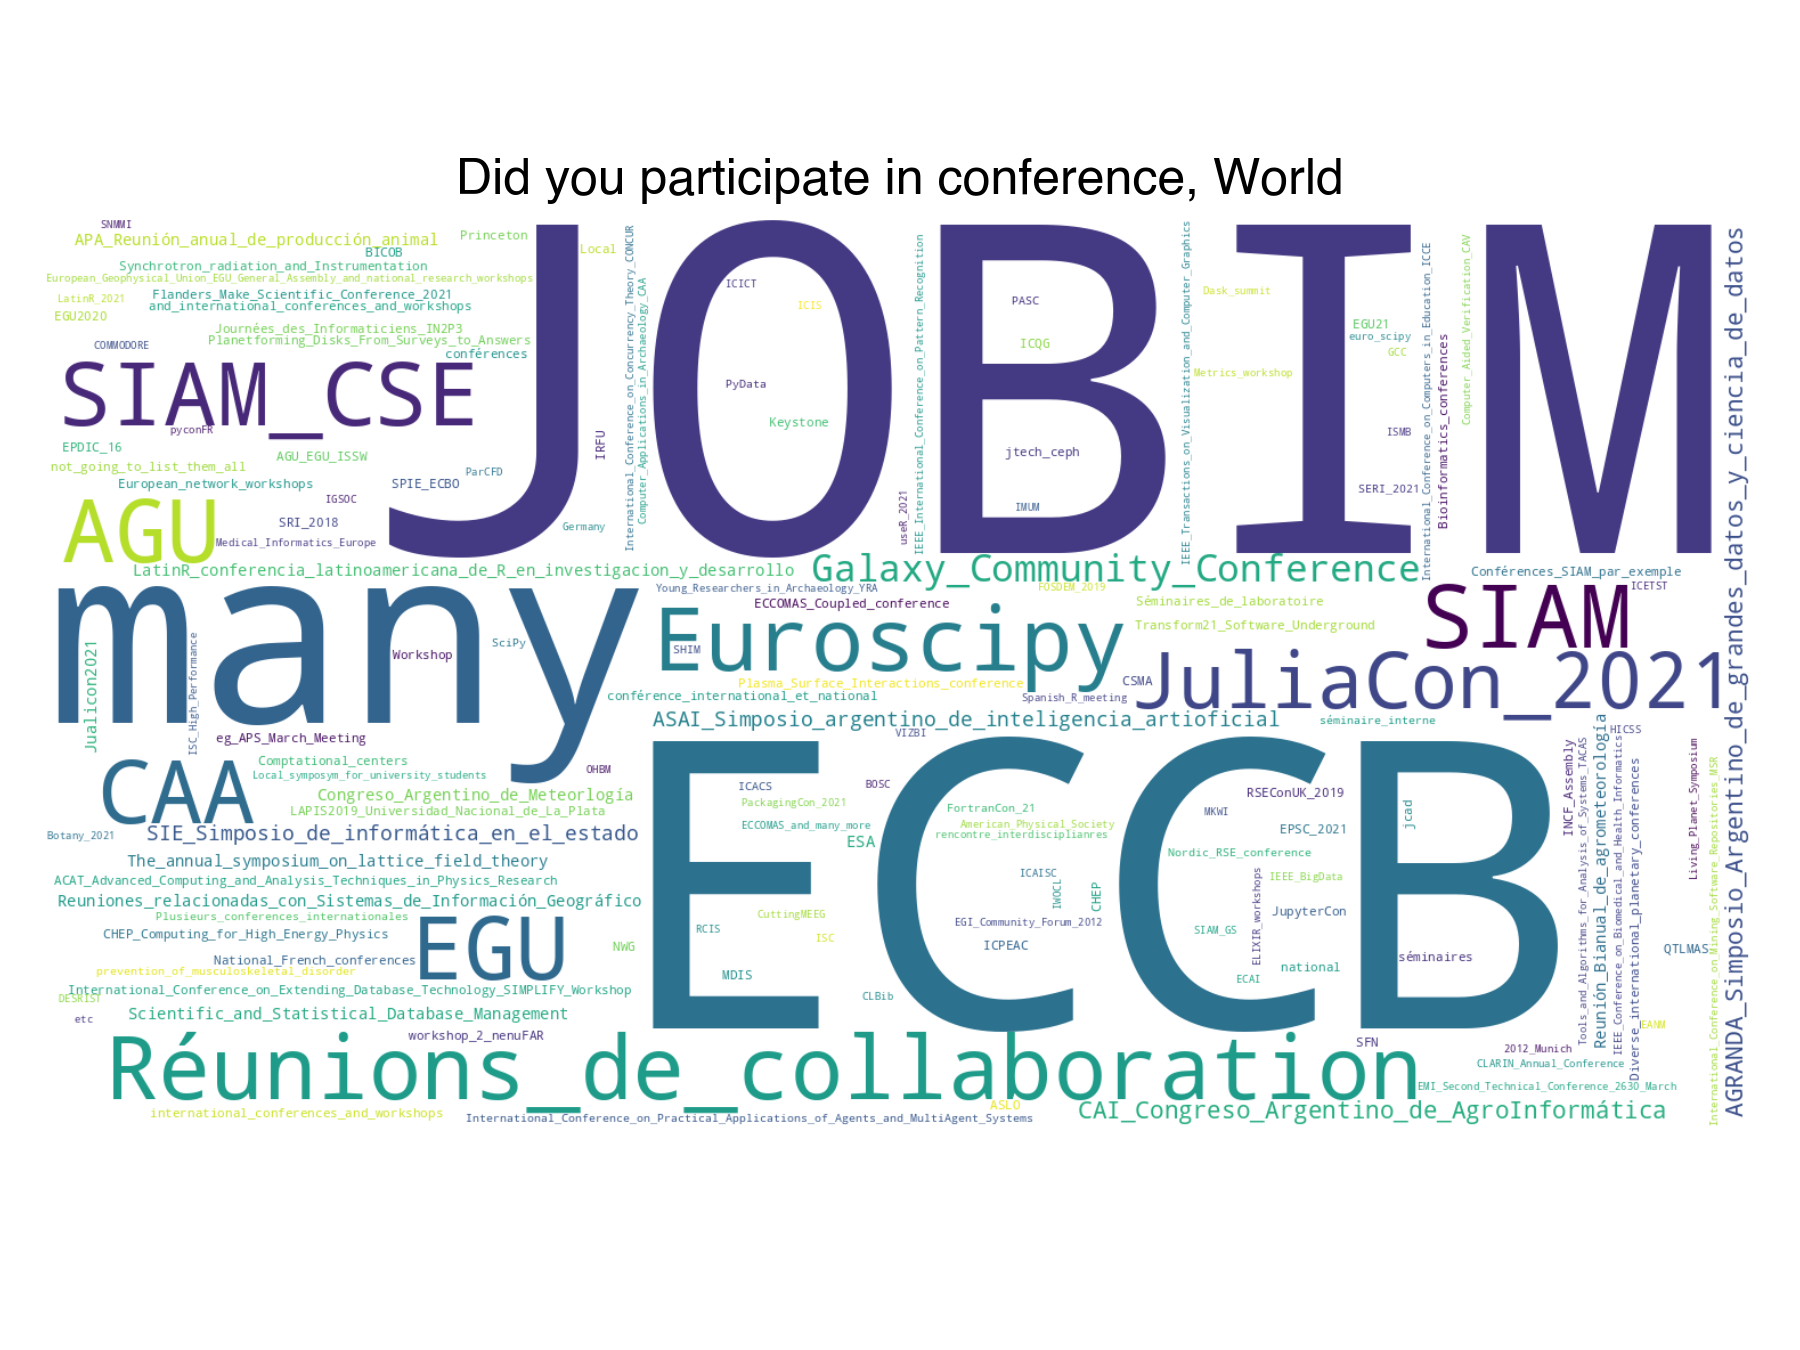 Did you participate in conference, World
SNMMI
APA_Reunión_anual_de_producción_animal
Princeton
BICOB
Local
Synchrotron_radiation_and_Instrumentation
European_Geophysical_Union_EGU_General_Assembly_and_national_research_workshops
LatinR_2021
Flanders_Make_Scientific_Conference_2021
and_international_conferences_and_workshops
EGU2020
Journées_des_Informaticiens_IN2P3
Planetforming_Disks_From_Surveys_to_Answers
COMMODORE
conférences
JOBIM
SIAM_CSE
pyconFR
EPDIC_16
AGU_EGU_ISSW
not_going_to_list_them_all
ParCFD
European_network_workshops
SPIE_ECBO
IGSOC
AGU
SRI_2018
Germany
Medical_Informatics_Europe
IRFU
International_Conference_on_Concurrency_Theory_CONCUR
Computer_Applications_in_Archaeology_CAA
ICICT
ICIS
PyData
Keystone
useR_2021
IEEE_International_Conference_on_Pattern_Recognition
PASC
ICQG
jtech_ceph
IMUM
IEEE_Transactions_on_Visualization_and_Computer_Graphics
Dask_summit
Metrics_workshop
EGU21
euro_scipy
GCC
ISMB
SERI_2021
International_Conference_on_Computers_in_Education_ICCE
Bioinformatics_conferences
Computer_Aided_Verification_CAV
AGRANDA_Simposio_Argentino_de_grandes_datos_y_ciencia_de_datos
LatinR_conferencia_latinoamericana_de_R_en_investigacion_y_desarrollo
Galaxy_Community_Conference
Conférences_SIAM_par_exemple
many
Young_Researchers_in_Archaeology_YRA
FOSDEM_2019
ICETST
ECCOMAS_Coupled_conference
Séminaires_de_laboratoire
SIAM
Euroscipy
Transform21_Software_Underground
SciPy
SHIM
Workshop
Jualicon2021
ISC_High_Performance
Plasma_Surface_Interactions_conference
CSMA
JuliaCon_2021
conférence_international_et_national
Spanish_R_meeting
ASAI_Simposio_argentino_de_inteligencia_artioficial
séminaire_interne
eg_APS_March_Meeting
VIZBI
HICSS
Comptational_centers
OHBM
Local_symposym_for_university_students
CAA
Congreso_Argentino_de_Meteorlogía
LAPIS2019_Universidad_Nacional_de_La_Plata
Botany_2021
SIE_Simposio_de_informática_en_el_estado
ECCB
ICACS
BOSC
PackagingCon_2021
FortranCon_21
MKWI
RSEConUK_2019
jcad
ECCOMAS_and_many_more
American_Physical_Society
rencontre_interdiscipIianres
EPSC_2021
ESA
The_annual_symposium_on_lattice_field_theory
Nordic_RSE_conference
ACAT_Advanced_Computing_and_Analysis_Techniques_in_Physics_Research
ICAISC
IWOCL
CHEP
IEEE_BigData
ELIXIR_workshops
Reuniones_relacionadas_con_Sistemas_de_Información_Geográfico
Plusieurs_conferences_internationales
CuttingMEEG
EGI_Community_Forum_2012
JupyterCon
CHEP_Computing_for_High_Energy_Physics
EGU
RCIS
ISC
SIAM_GS
NWG
ICPEAC
séminaires
National_French_conferences
prevention_of_musculoskeletal_disorder
MDIS
ECAI
national
International_Conference_on_Extending_Database_Technology_SIMPLIFY_Workshop
DESRIST
CLBib
Scientific_and_Statistical_Database_Management
etc
INCF_Assembly
Tools_and_Algorithms_for_Analysis_of_Systems_TACAS
Reunión_Bianual_de_agrometeorología
IEEE_Conference_on_Biomedical_and_Health_Informatics
Diverse_international_planetary_conferences
QTLMAS
Living_Planet_Symposium
International_Conference_on_Mining_Software_Repositories_MSR
EANM
workshop_2_nenuFAR
SFN
2012_Munich
Réunions_de_collaboration
CLARIN_Annual_Conference
EMI_Second_Technical_Conference_2630_March
international_conferences_and_workshops
ASLO
International_Conference_on_Practical_Applications_of_Agents_and_MultiAgent_Systems
CAI_Congreso_Argentino_de_AgroInformática